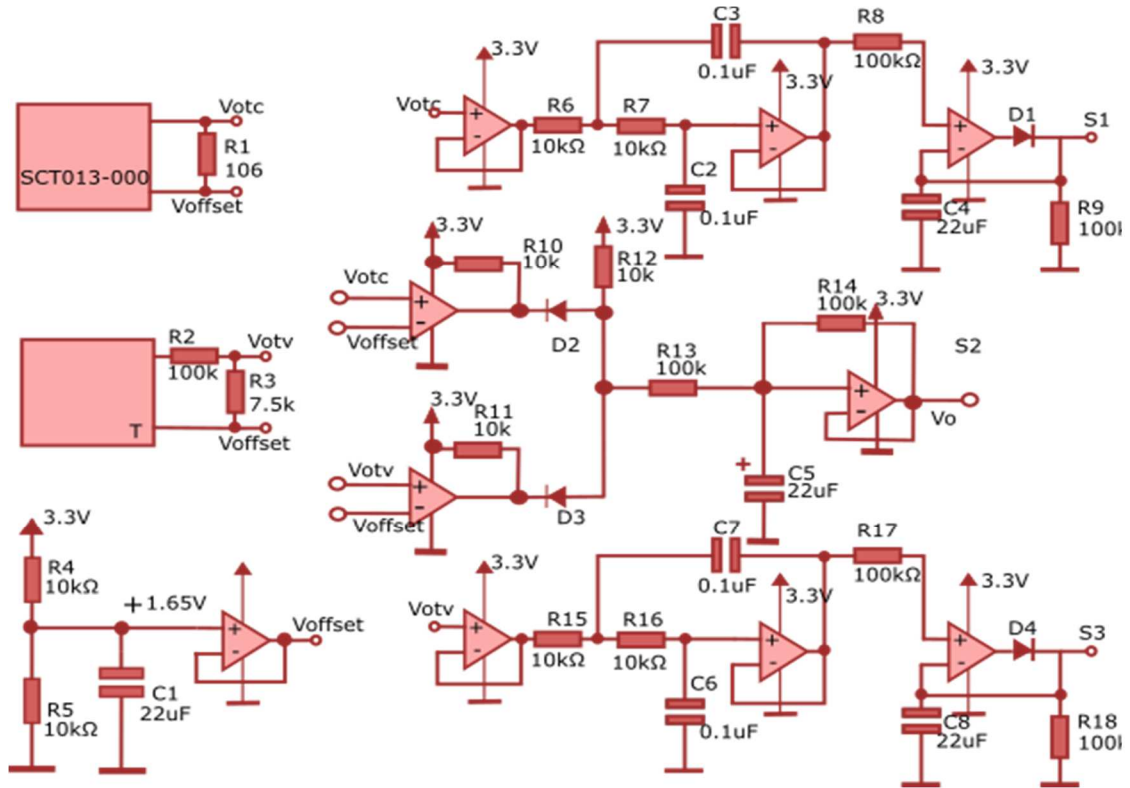 SCT013-000
Votc
R1
106
Voffset
Votc
3.3V
+
-
R6
10kΩ
R7
10kΩ
C3
0.1uF
C2
0.1uF
3.3V
+
-
R8
100kΩ
3.3V
+
-
D1
S1
C4
22uF
R9
T
R2
100k
Votv
R3
7.5k
Voffset
Votc
Voffset
3.3V
+
-
R10
10k
D2
3.3V
R12
10k
Votv
Voffset
3.3V
+
-
R11
10k
D3
R13
100k
R14
100k
3.3V
+
-
S2
Vo
+
C5
22uF
3.3V
R4
10kΩ
+1.65V
R5
10kΩ
C1
22uF
+
-
Voffset
Votv
3.3V
+
-
R15
10kΩ
R16
10kΩ
C7
0.1uF
C6
0.1uF
3.3V
+
-
R17
100kΩ
3.3V
+
-
D4
S3
C8
22uF
R18